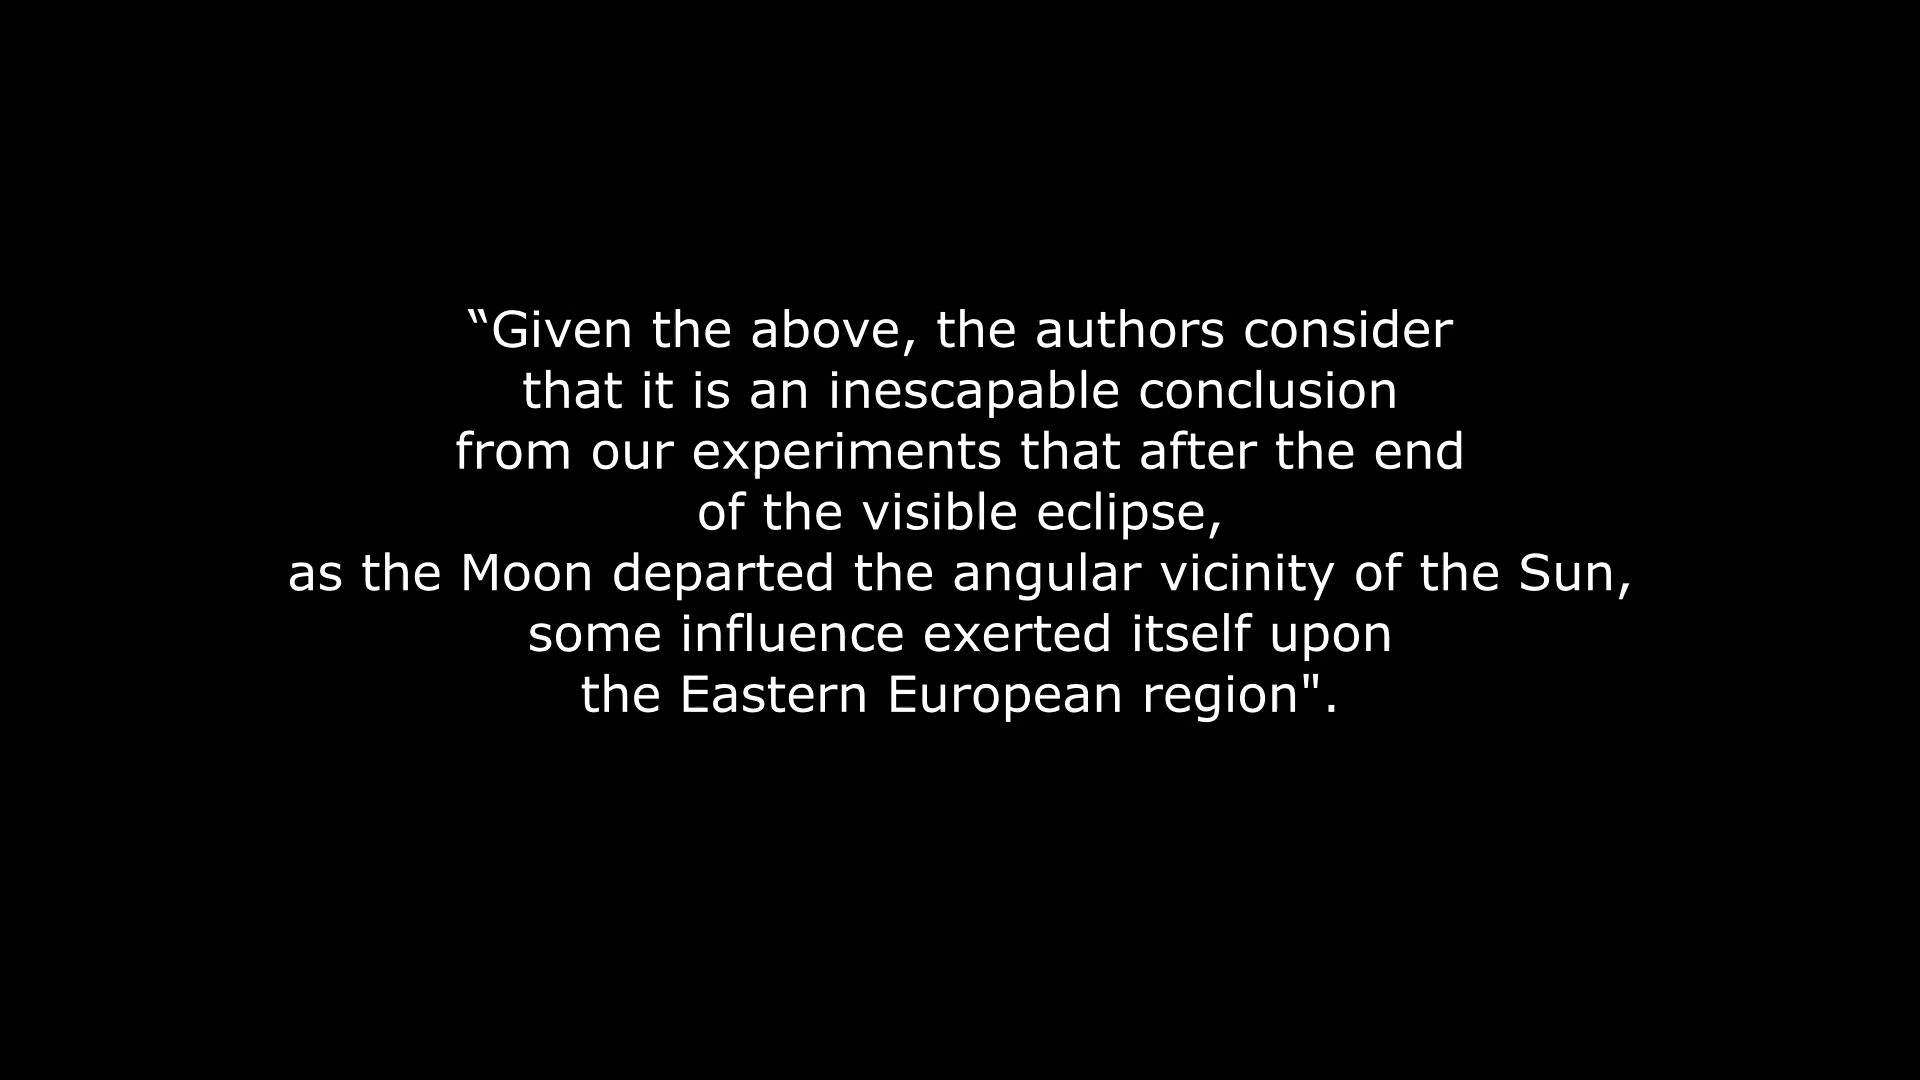 “Given the above, the authors consider
that it is an inescapable conclusion
from our experiments that after the end
of the visible eclipse,
as the Moon departed the angular vicinity of the Sun,
some influence exerted itself upon
the Eastern European region".